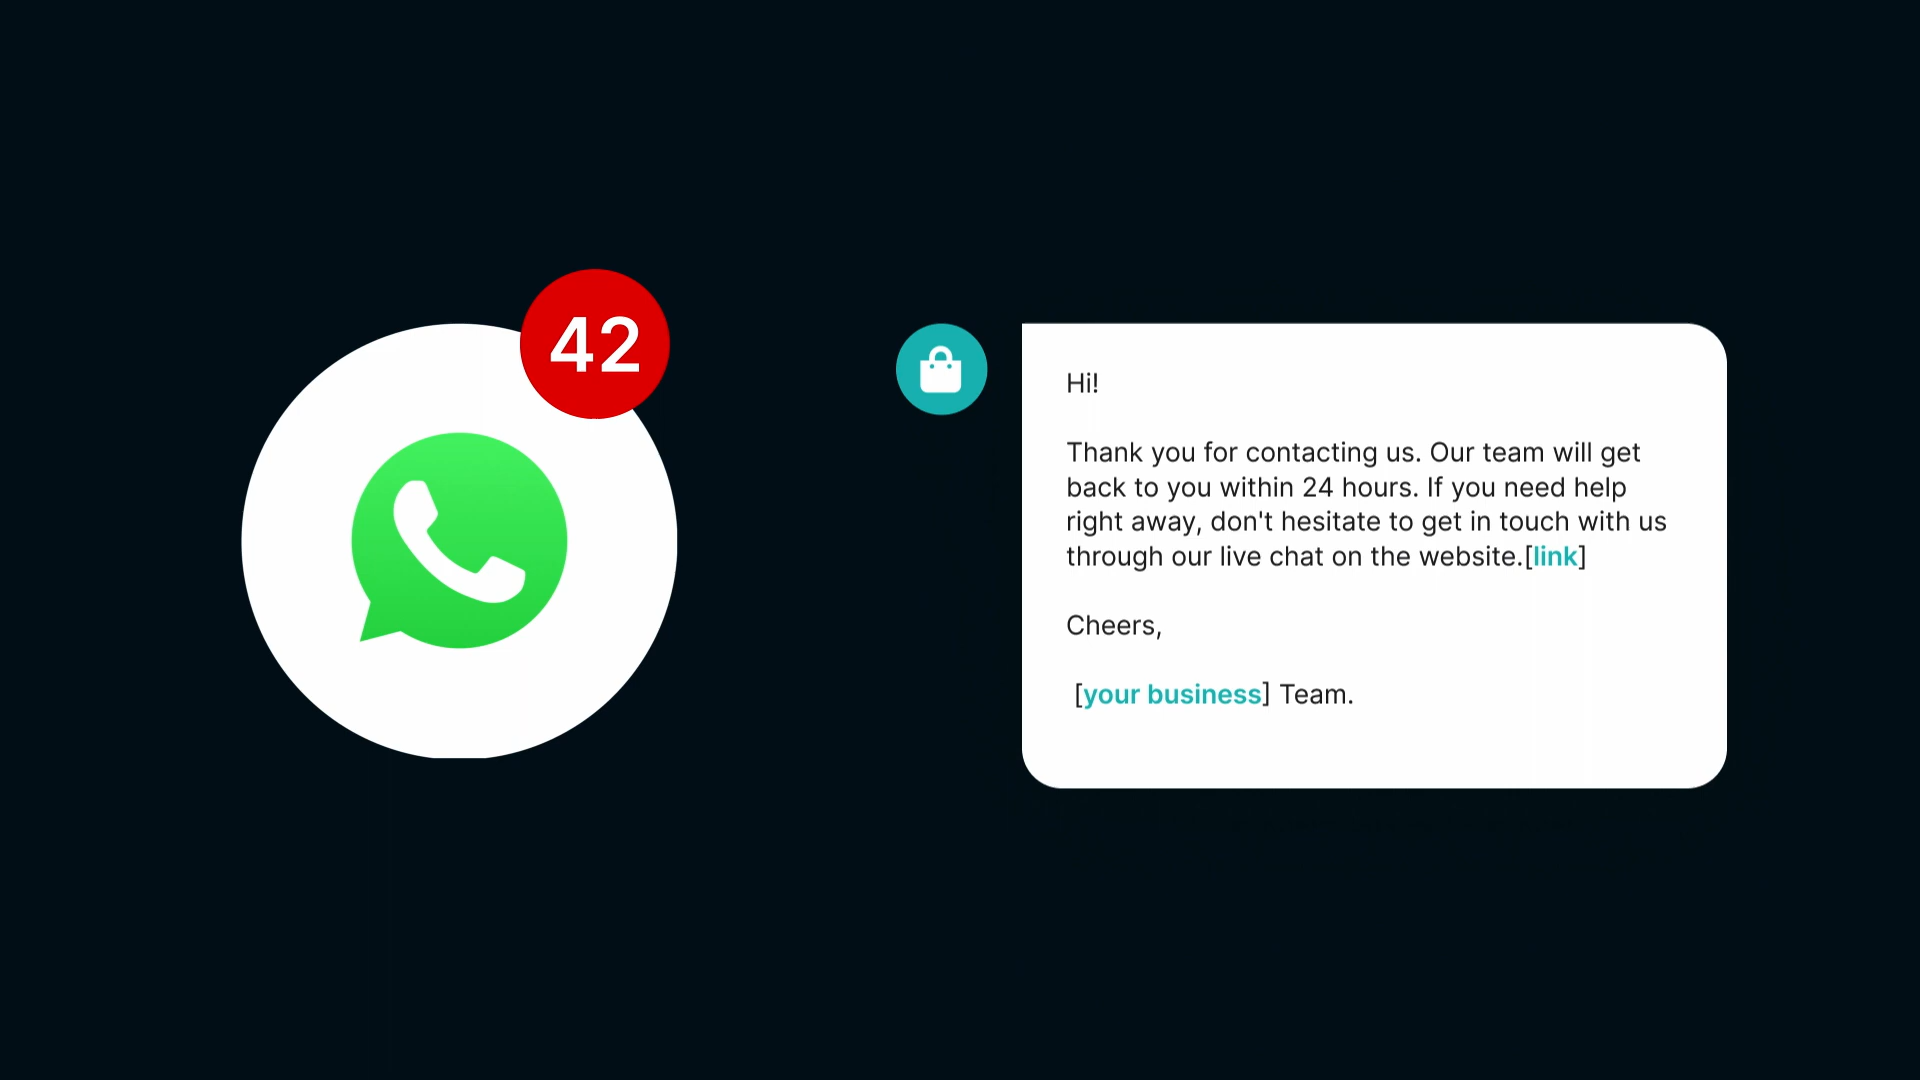 42
Hi!
Thank you for contacting us. Our team will get
back to you within 24 hours. If you need help
right away, don't hesitate to get in touch with us
through our live chat on the website.[link]
Cheers,
[your business] Team.